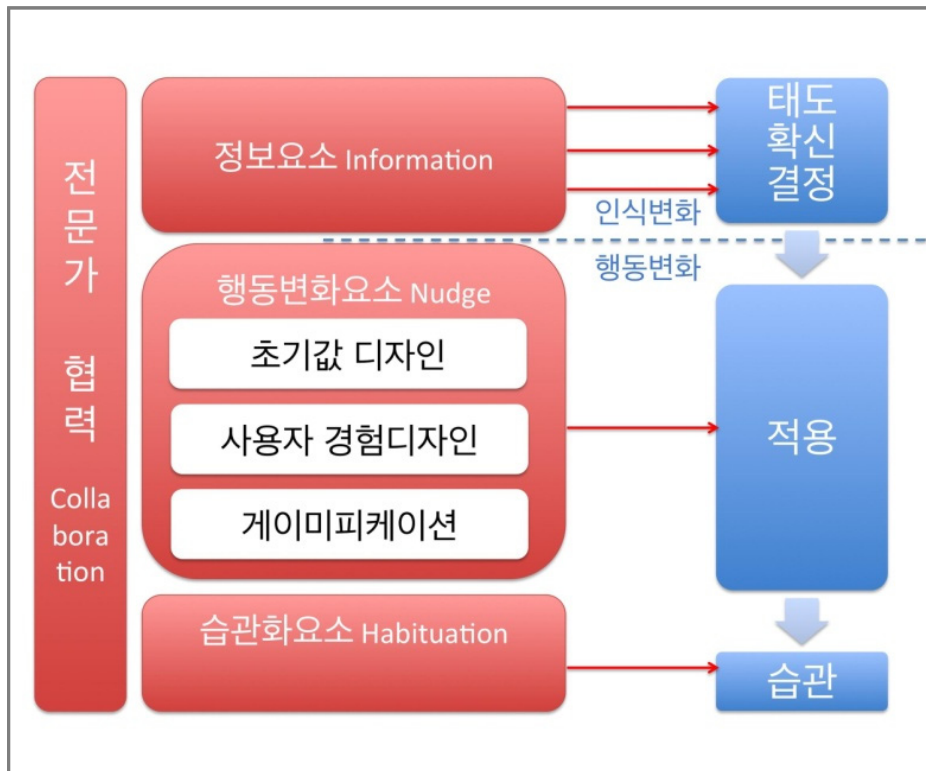 전
문
가
협
력
Colla
bora
tion
정보요소 Information
태도
확신
결정
인식변화
행동변화
행동변화요소 Nudge
초기값 디자인
사용자 경험디자인
게이미피케이션
적용
습관화요소 Habituation
습관